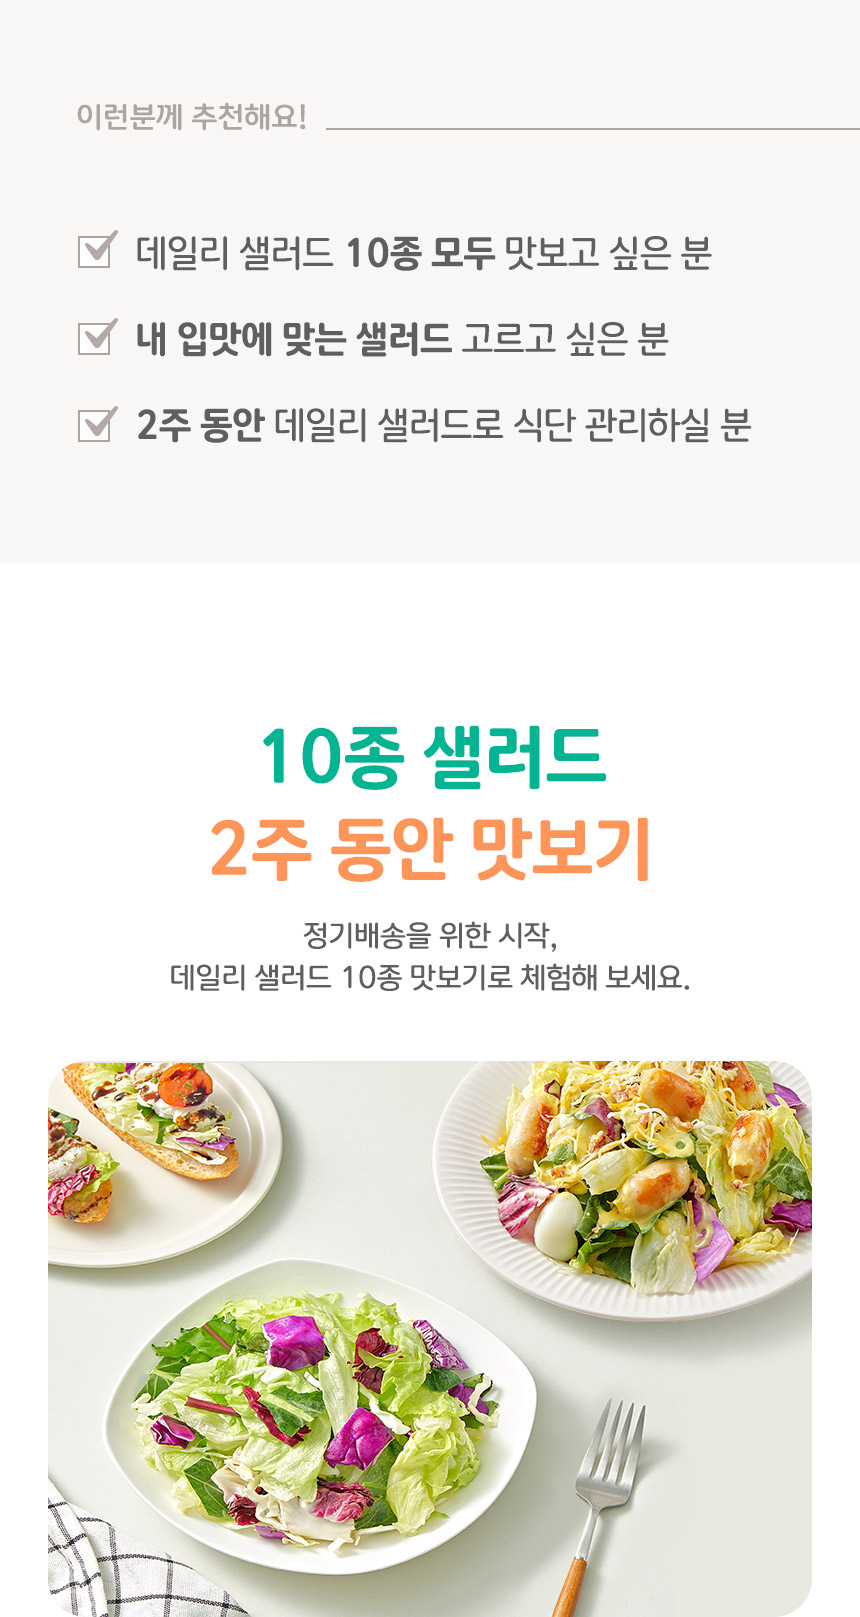 이런분께 추천해요!
데일리 샐러드 10종 모두 맛보고 싶은 분
내 입맛에 맞는 샐러드 고르고 싶은 분
2주 동안 데일리 샐러드로 식단 관리하실 분
10종 샐러드
2주 동안 맛보기
정기배송을 위한 시작,
데일리 샐러드 10종 맛보기로 체험해 보세요.